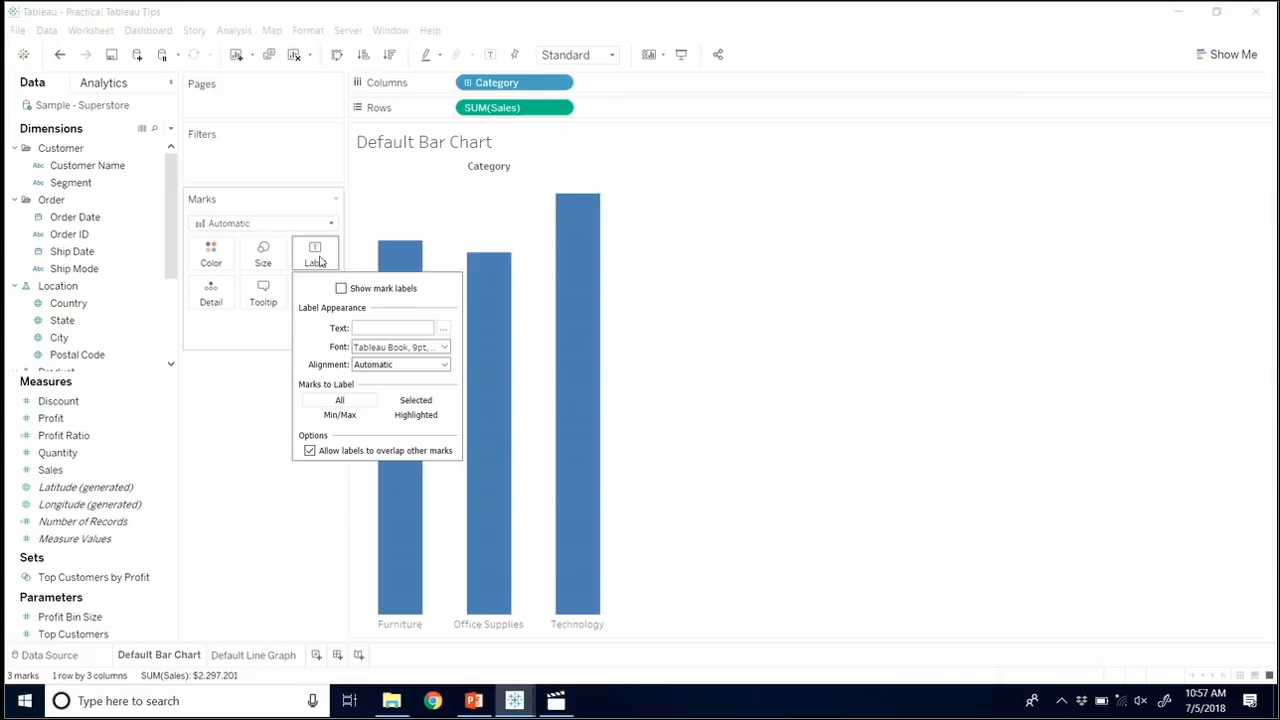 Tableau - Practical Tableau Tips
File Data Worksheet Dashboard Story Analysis Map Format Server Window Help
Standard
Show Me
Data Analytics
Sample - Superstore
Dimensions
Customer
Abc Customer Name
Abc Segment
Order
Order Date
Abc Order ID
Ship Date
Abc Ship Mode
Location
Country
State
City
Postal Code
Measures
Discount
Profit
Profit Ratio
Quantity
Sales
Latitude (generated)
Longitude (generated)
Number of Records
Measure Values
Sets
Top Customers by Profit
Parameters
Profit Bin Size
Top Customers
Pages
Filters
Marks
Automatic
Color Size Label
Detail Tooltip
Show mark labels
Label Appearance
Text: ...
Font: Tableau Book, 9pt, ..
Alignment: Automatic
Marks to Label
All Selected
Min/Max Highlighted
Options
Allow labels to overlap other marks
Columns Category
Rows SUM(Sales)
Default Bar Chart
Category
Furniture Office Supplies Technology
Data Source Default Bar Chart Default Line Graph
3 marks 1 row by 3 columns SUM(Sales): $2,297,201
Type here to search
10:57 AM
7/5/2018